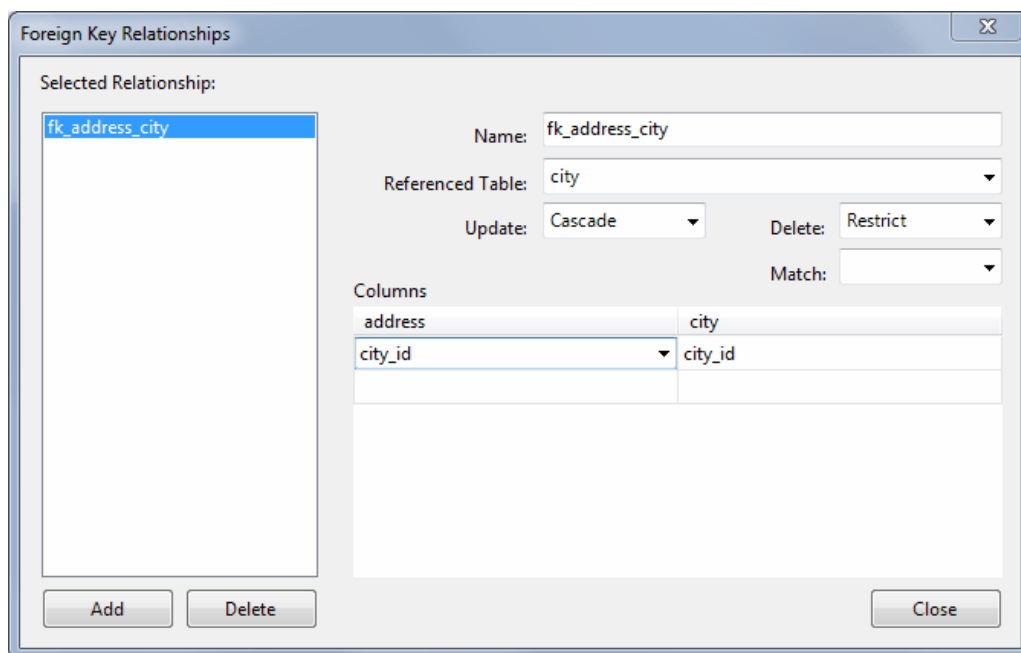 Foreign Key Relationships
Selected Relationship:
fk_address_city
Name: fk_address_city
Referenced Table: city
Update: Cascade Delete: Restrict
Match:
Columns
address city
city_id city_id
Add Delete Close